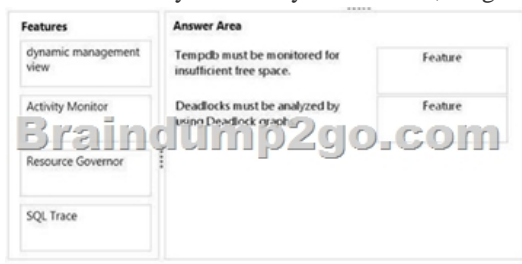 Features
dynamic management
view
Activity Monitor
Resource Governor
SQL Trace
Answer Area
Tempdb must be monitored for
insufficient free space.
Feature
Deadlocks must be analyzed by
using Deadlock graph
Feature
Braindump2go.com